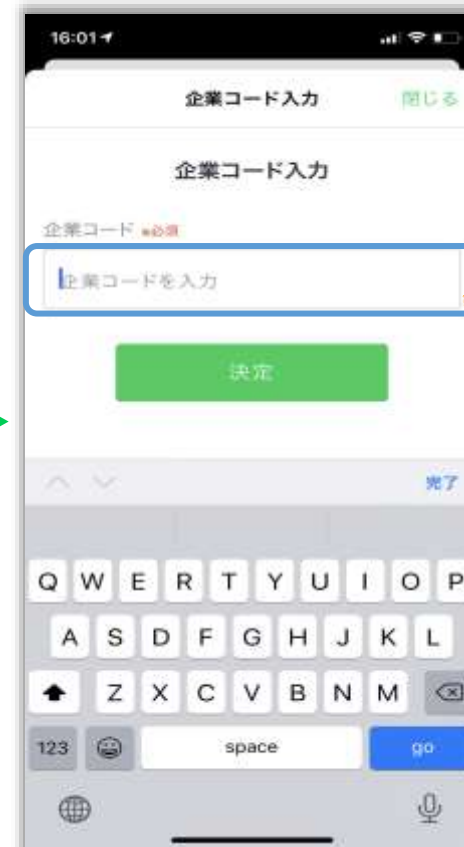 16:01
企業コード入力 閉じる
企業コード入力
企業コード ※必須
企業コードを入力
決定
完了
Q W E R T Y U I O P
A S D F G H J K L
Z X C V B N M
123 space go